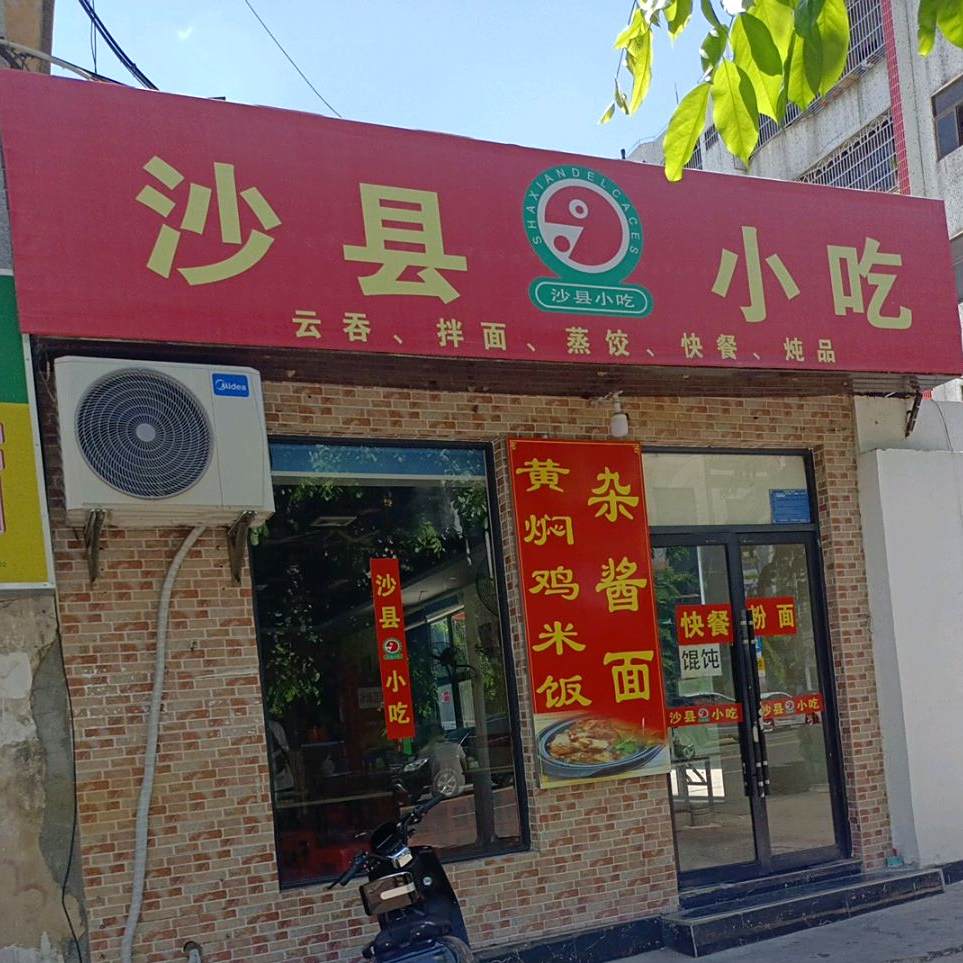 沙县小吃
SHAXIANDELCACES
沙县小吃
云吞、拌面、蒸饺、快餐、炖品
Midea
杂酱面
黄焖鸡米饭
沙县小吃
快餐 粉面
馄饨
沙县小吃
沙县小吃